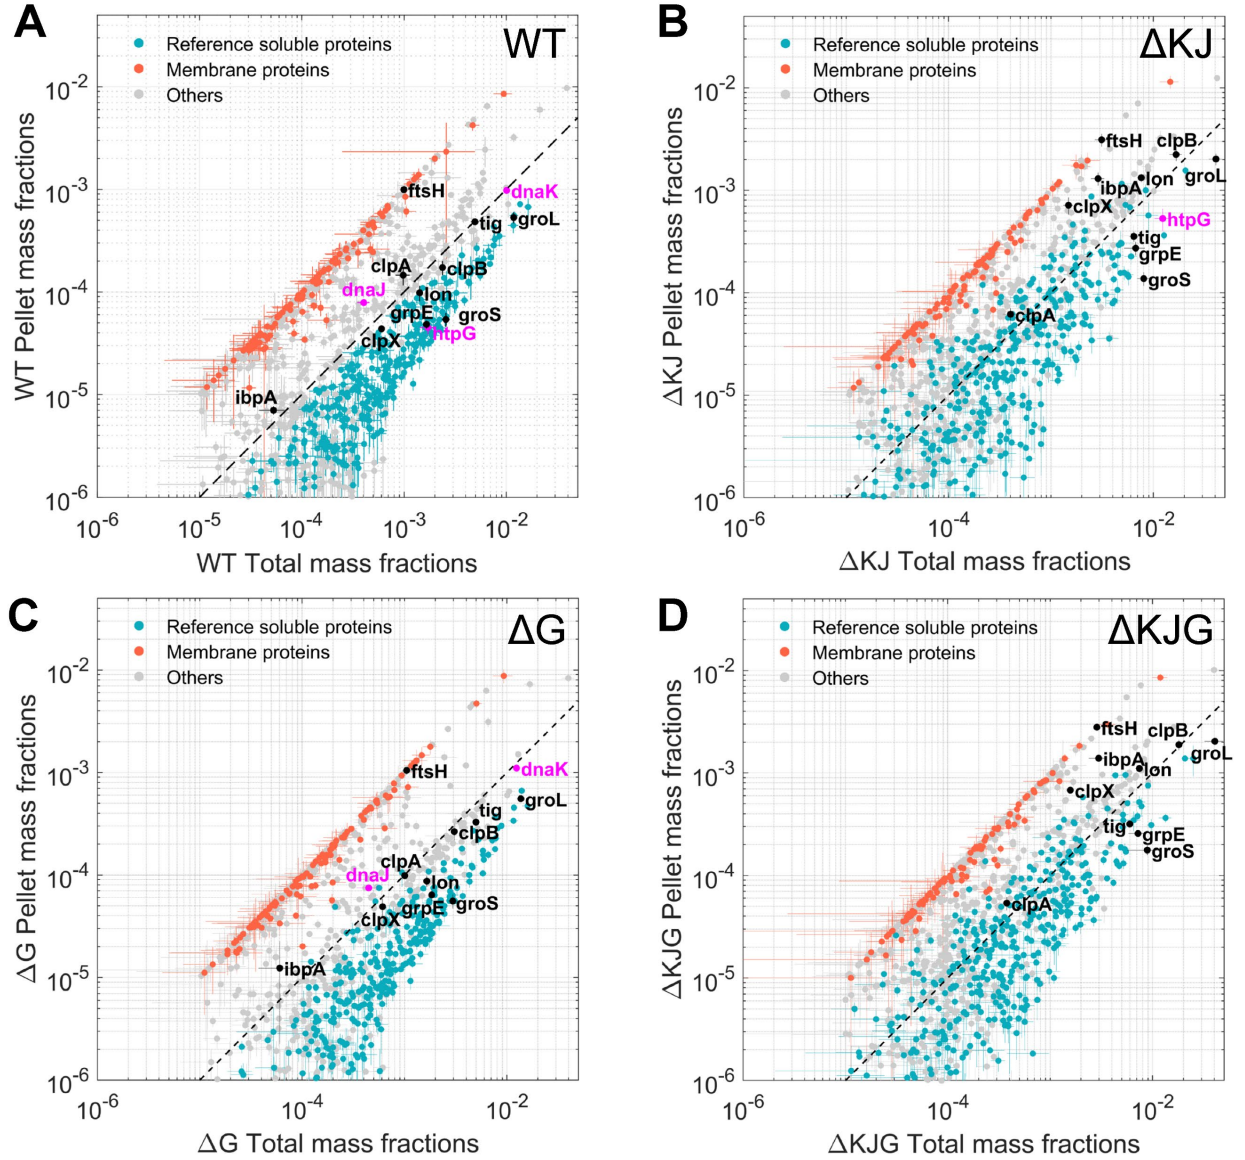 A
WT
Reference soluble proteins
Membrane proteins
Others
10⁻²
10⁻³
10⁻⁴
10⁻⁵
10⁻⁶
WT Pellet mass fractions
ftsH
dnaK
tig
groL
clpA
clpB
dnaJ
lon
grpE
groS
htpG
clpX
ibpA
10⁻⁶
10⁻⁵
10⁻⁴
10⁻³
10⁻²
WT Total mass fractions
B
ΔKJ
Reference soluble proteins
Membrane proteins
Others
10⁻²
10⁻³
10⁻⁴
10⁻⁵
10⁻⁶
ΔKJ Pellet mass fractions
ftsH
clpB
lon
groL
ibpA
clpX
htpG
tig
grpE
groS
clpA
10⁻⁶
10⁻⁴
10⁻²
ΔKJ Total mass fractions
C
ΔG
Reference soluble proteins
Membrane proteins
Others
10⁻²
10⁻³
10⁻⁴
10⁻⁵
10⁻⁶
ΔG Pellet mass fractions
ftsH
dnaK
groL
tig
clpB
clpA
dnaJ
lon
grpE
groS
clpX
ibpA
10⁻⁶
10⁻⁴
10⁻²
ΔG Total mass fractions
D
ΔKJG
Reference soluble proteins
Membrane proteins
Others
10⁻²
10⁻³
10⁻⁴
10⁻⁵
10⁻⁶
ΔKJG Pellet mass fractions
ftsH
clpB
groL
ibpA
lon
clpX
tig
grpE
groS
clpA
10⁻⁶
10⁻⁴
10⁻²
ΔKJG Total mass fractions